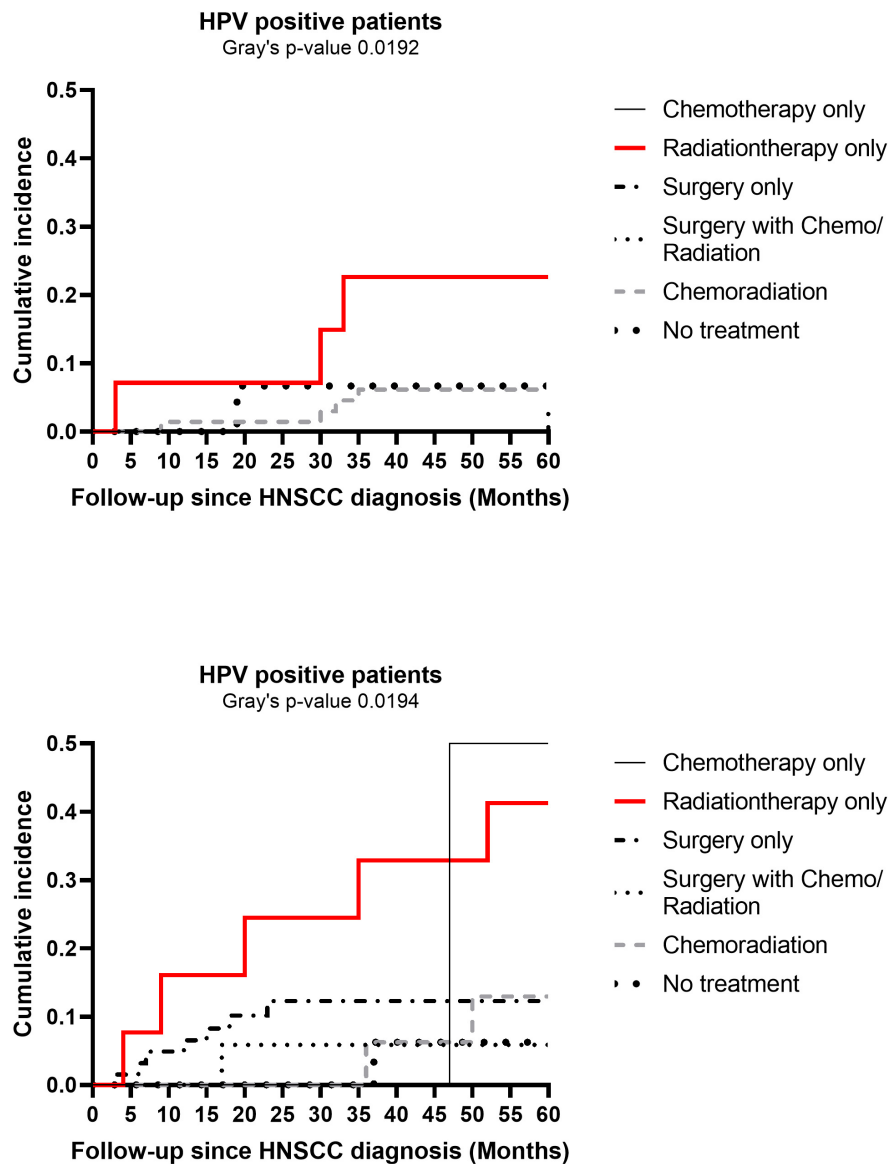 HPV positive patients
Gray's p-value 0.0192
0.5
0.4
0.3
0.2
0.1
0.0
Cumulative incidence
0 5 10 15 20 25 30 35 40 45 50 55 60
Follow-up since HNSCC diagnosis (Months)
Chemotherapy only
Radiationtherapy only
Surgery only
Surgery with Chemo/
Radiation
Chemoradiation
No treatment
HPV positive patients
Gray's p-value 0.0194
0.5
0.4
0.3
0.2
0.1
0.0
Cumulative incidence
0 5 10 15 20 25 30 35 40 45 50 55 60
Follow-up since HNSCC diagnosis (Months)
Chemotherapy only
Radiationtherapy only
Surgery only
Surgery with Chemo/
Radiation
Chemoradiation
No treatment